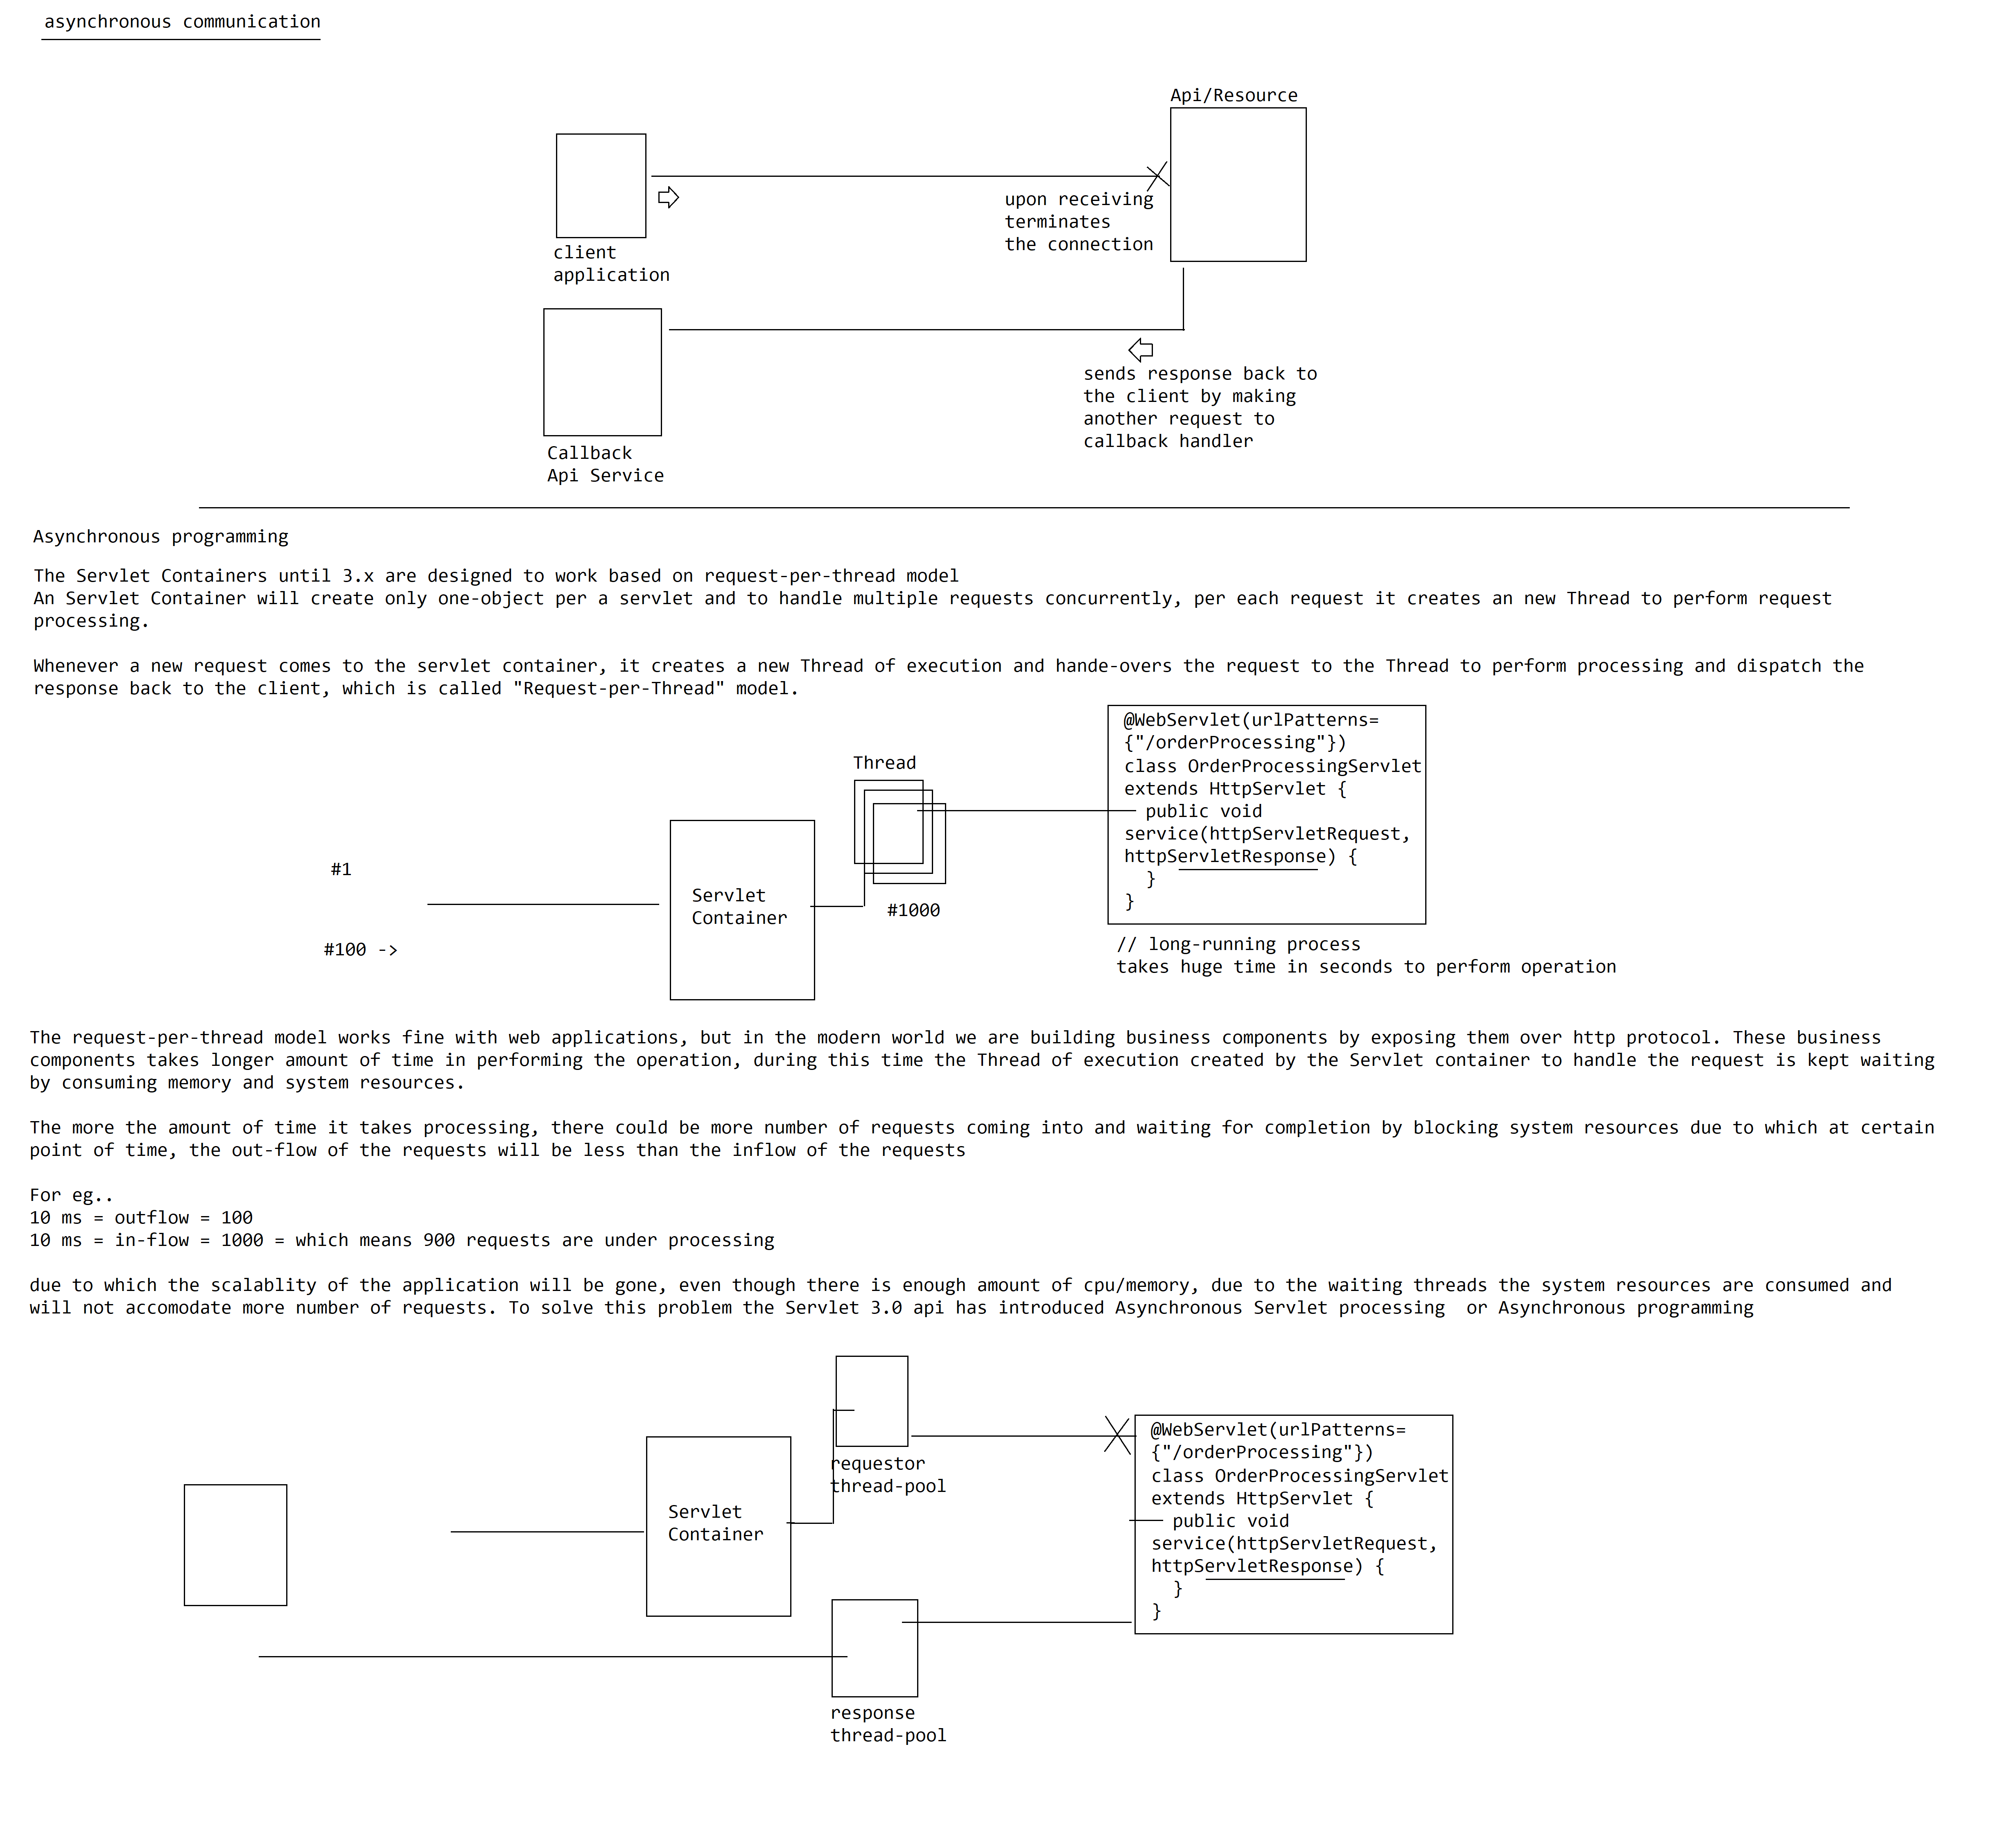 asynchronous communication
Api/Resource
upon receiving
terminates
the connection
client
application
sends response back to
the client by making
another request to
callback handler
Callback
Api Service
Asynchronous programming
The Servlet Containers until 3.x are designed to work based on request-per-thread model
An Servlet Container will create only one-object per a servlet and to handle multiple requests concurrently, per each request it creates an new Thread to perform request
processing.
Whenever a new request comes to the servlet container, it creates a new Thread of execution and hande-overs the request to the Thread to perform processing and dispatch the
response back to the client, which is called "Request-per-Thread" model.
@WebServlet(urlPatterns=
{"/orderProcessing"})
class OrderProcessingServlet
extends HttpServlet {
public void
service(httpServletRequest,
httpServletResponse) {
}
}
Thread
#1
Servlet
Container
#1000
#100 ->
// long-running process
takes huge time in seconds to perform operation
The request-per-thread model works fine with web applications, but in the modern world we are building business components by exposing them over http protocol. These business
components takes longer amount of time in performing the operation, during this time the Thread of execution created by the Servlet container to handle the request is kept waiting
by consuming memory and system resources.
The more the amount of time it takes processing, there could be more number of requests coming into and waiting for completion by blocking system resources due to which at certain
point of time, the out-flow of the requests will be less than the inflow of the requests
For eg..
10 ms = outflow = 100
10 ms = in-flow = 1000 = which means 900 requests are under processing
due to which the scalablity of the application will be gone, even though there is enough amount of cpu/memory, due to the waiting threads the system resources are consumed and
will not accomodate more number of requests. To solve this problem the Servlet 3.0 api has introduced Asynchronous Servlet processing  or Asynchronous programming
requestor
thread-pool
@WebServlet(urlPatterns=
{"/orderProcessing"})
class OrderProcessingServlet
extends HttpServlet {
public void
service(httpServletRequest,
httpServletResponse) {
}
}
Servlet
Container
response
thread-pool